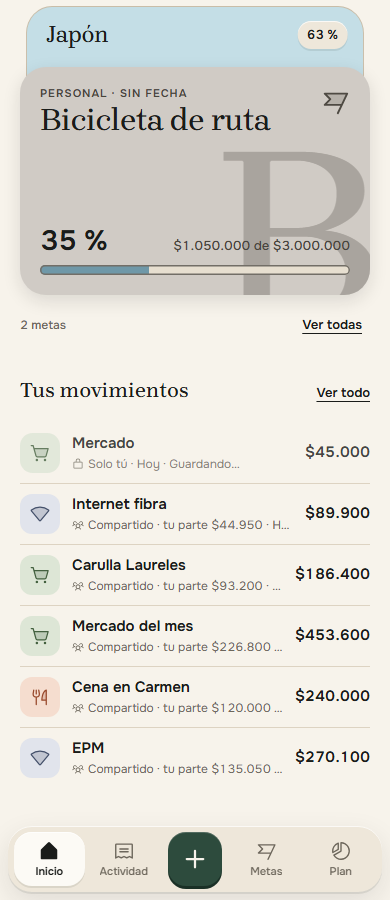 Japón
63 %
PERSONAL · SIN FECHA
Bicicleta de ruta
B
35 %
$1.050.000 de $3.000.000
2 metas
Ver todas
Tus movimientos
Ver todo
Mercado
Solo tú · Hoy · Guardando...
$45.000
Internet fibra
Compartido · tu parte $44.950 · H...
$89.900
Carulla Laureles
Compartido · tu parte $93.200 · ...
$186.400
Mercado del mes
Compartido · tu parte $226.800 ...
$453.600
Cena en Carmen
Compartido · tu parte $120.000 ...
$240.000
EPM
Compartido · tu parte $135.050 ...
$270.100
Inicio
Actividad
Metas
Plan